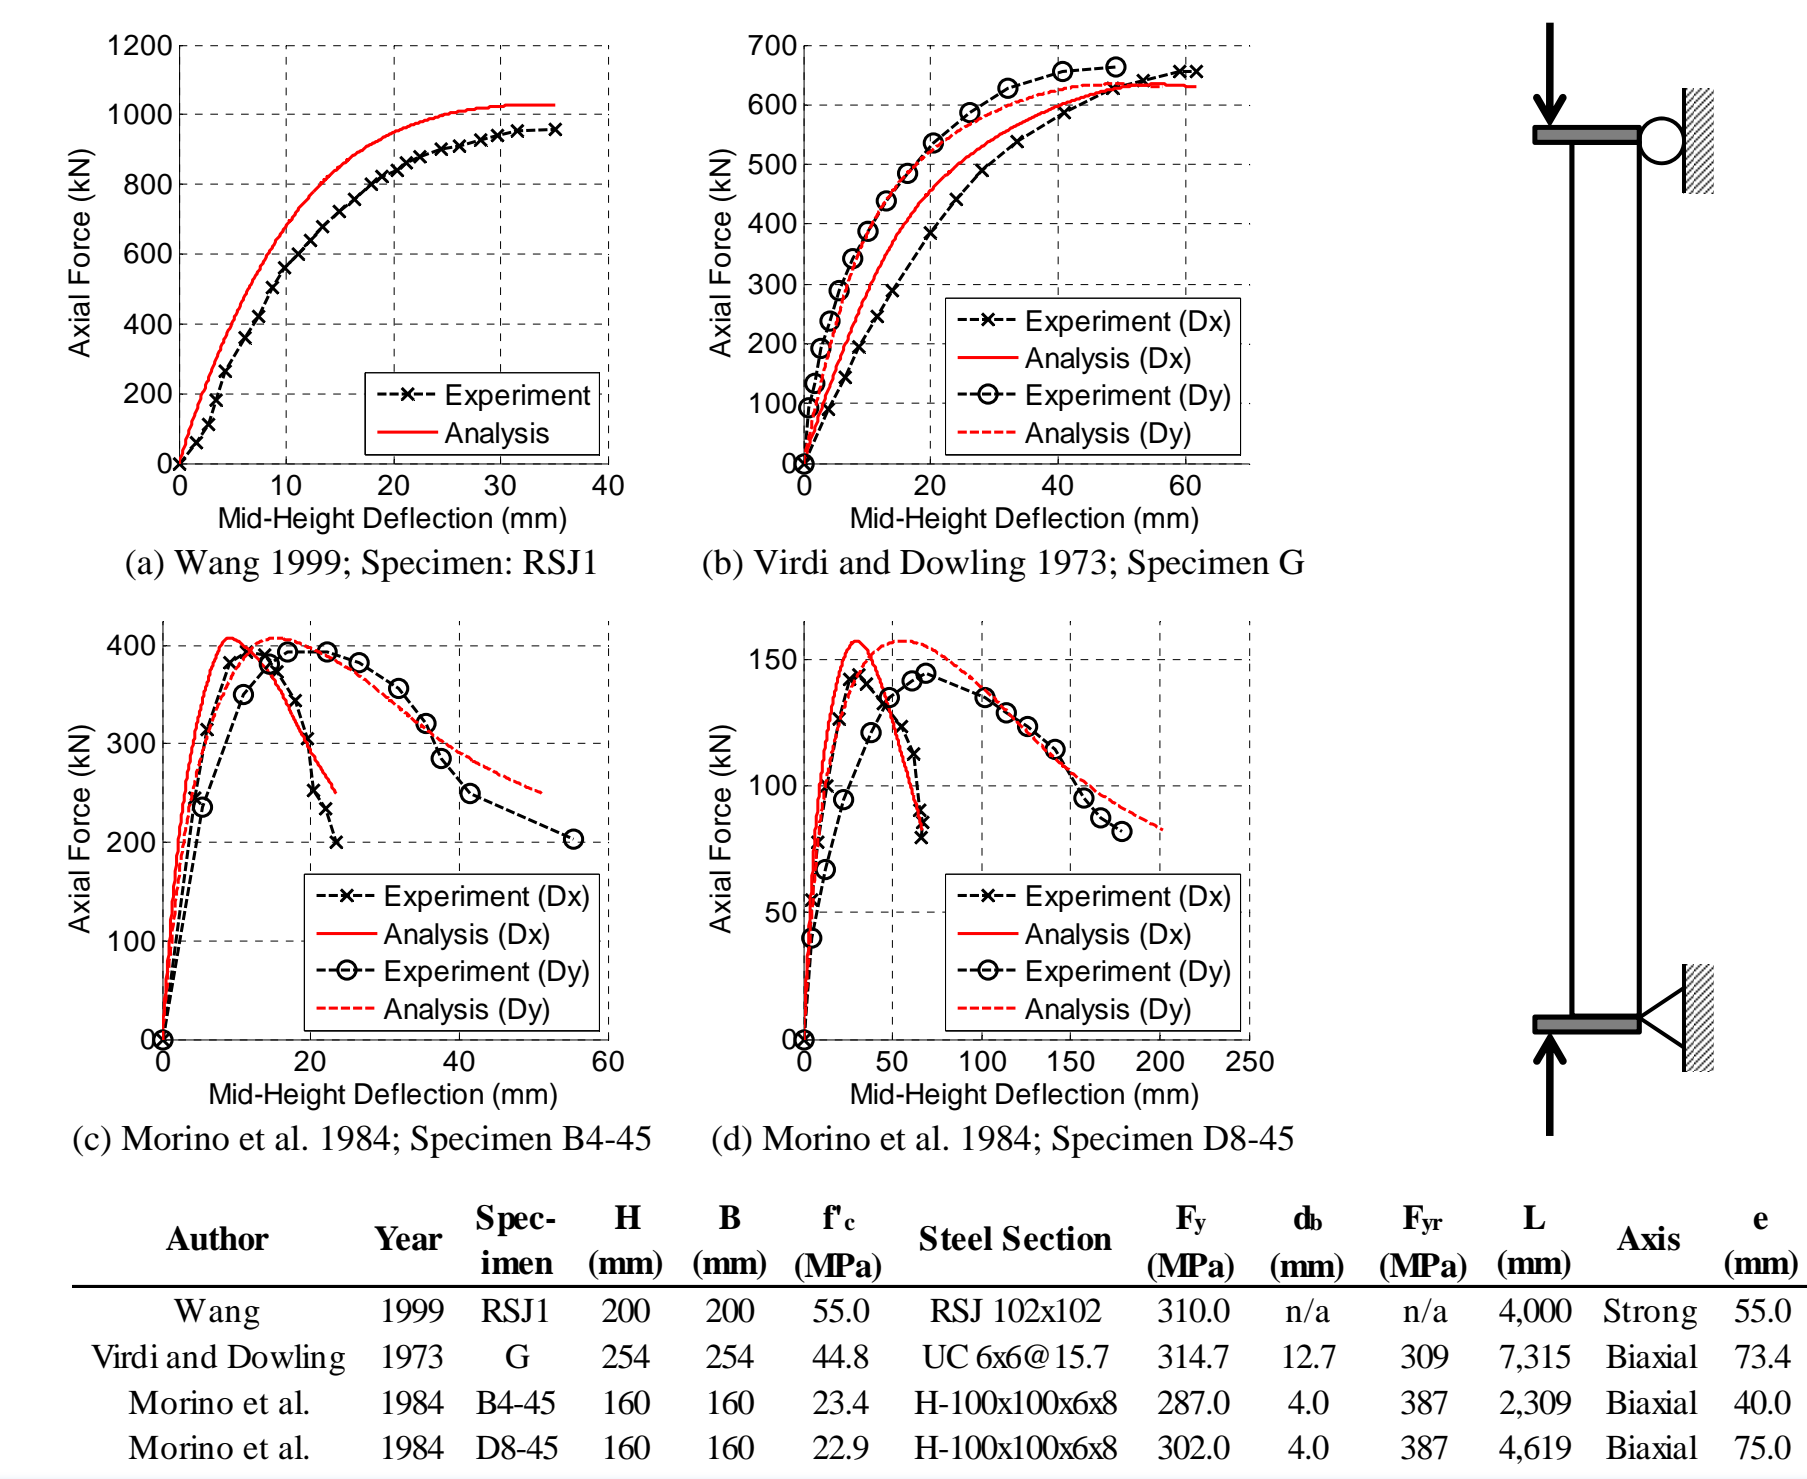 1200
1000
800
600
400
200
0
0 10 20 30 40
Axial Force (kN)
Mid-Height Deflection (mm)
Experiment
Analysis
(a) Wang 1999; Specimen: RSJ1
700
600
500
400
300
200
100
0
0 20 40 60
Axial Force (kN)
Mid-Height Deflection (mm)
Experiment (Dx)
Analysis (Dx)
Experiment (Dy)
Analysis (Dy)
(b) Virdi and Dowling 1973; Specimen G
400
300
200
100
0
0 20 40 60
Axial Force (kN)
Mid-Height Deflection (mm)
Experiment (Dx)
Analysis (Dx)
Experiment (Dy)
Analysis (Dy)
(c) Morino et al. 1984; Specimen B4-45
150
100
50
0
0 50 100 150 200 250
Axial Force (kN)
Mid-Height Deflection (mm)
Experiment (Dx)
Analysis (Dx)
Experiment (Dy)
Analysis (Dy)
(d) Morino et al. 1984; Specimen D8-45
Author Year Spec-imen H (mm) B (mm) f'c (MPa) Steel Section Fy (MPa) db (mm) Fyr (MPa) L (mm) Axis e (mm)
Wang 1999 RSJ1 200 200 55.0 RSJ 102x102 310.0 n/a n/a 4,000 Strong 55.0
Virdi and Dowling 1973 G 254 254 44.8 UC 6x6@15.7 314.7 12.7 309 7,315 Biaxial 73.4
Morino et al. 1984 B4-45 160 160 23.4 H-100x100x6x8 287.0 4.0 387 2,309 Biaxial 40.0
Morino et al. 1984 D8-45 160 160 22.9 H-100x100x6x8 302.0 4.0 387 4,619 Biaxial 75.0